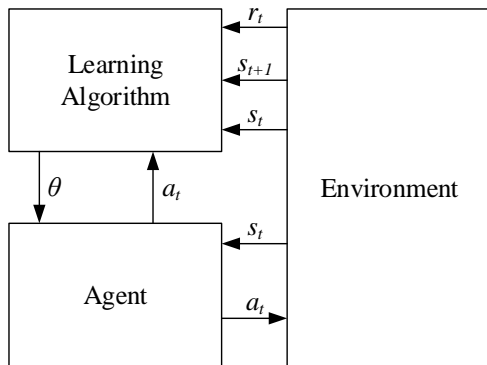 r_t
Learning
Algorithm
s_{t+1}
s_t
θ
a_t
Environment
s_t
Agent
a_t